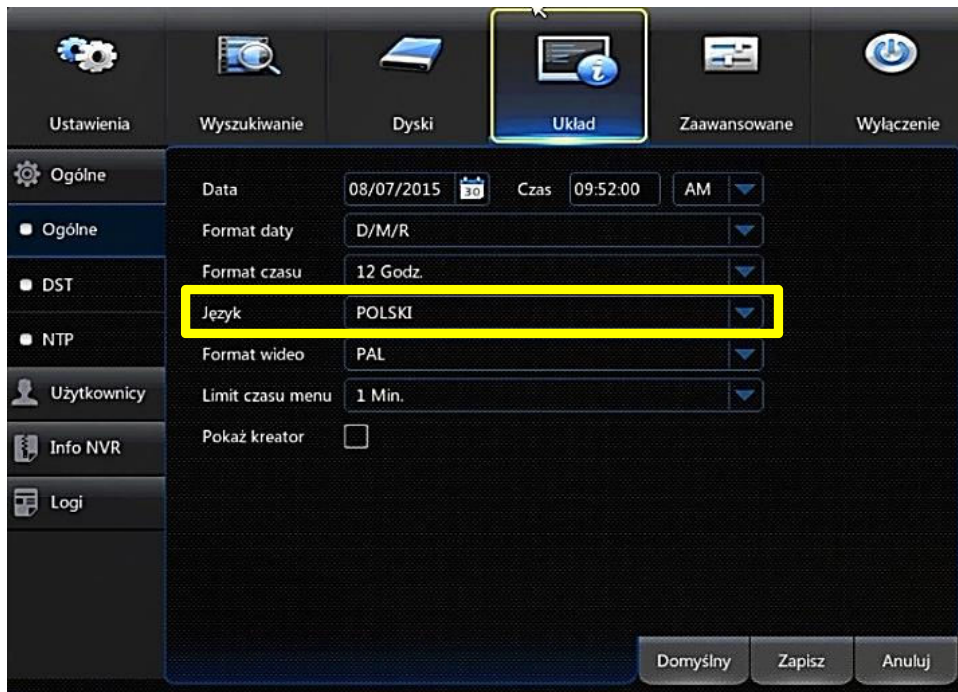 Ustawienia Wyszukiwanie Dyski Układ Zaawansowane Wyłączenie
Ogólne
Ogólne
DST
NTP
Użytkownicy
Info NVR
Logi
Data 08/07/2015 30 Czas 09:52:00 AM
Format daty D/M/R
Format czasu 12 Godz.
Język POLSKI
Format wideo PAL
Limit czasu menu 1 Min.
Pokaż kreator
Domyślny Zapisz Anuluj